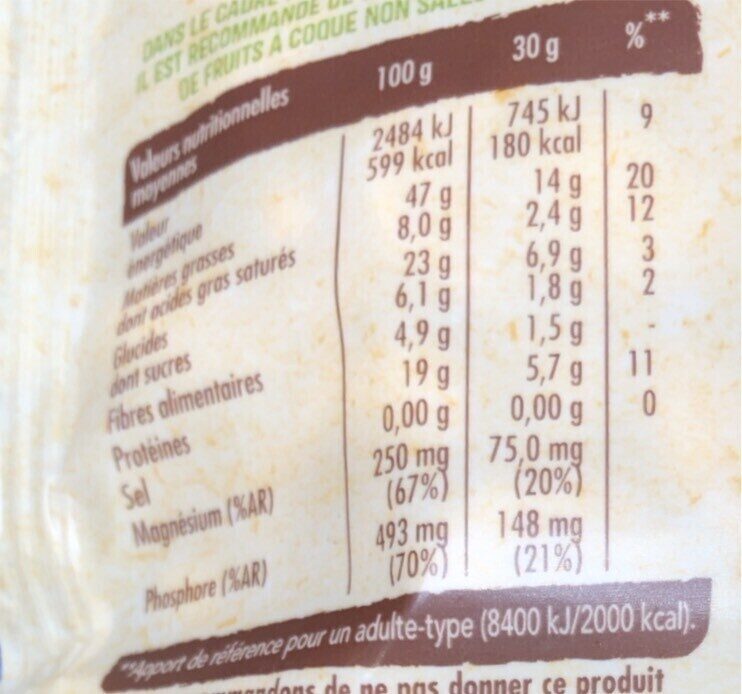 DANS LE CADRE
IL EST RECOMMANDÉ DE
DE FRUITS À COQUE NON SALÉS
Valeurs nutritionnelles moyennes 100 g 30 g %**
Valeur énergétique 2484 kJ 599 kcal 745 kJ 180 kcal 9
Matières grasses 47 g 14 g 20
dont acides gras saturés 8,0 g 2,4 g 12
Glucides 23 g 6,9 g 3
dont sucres 6,1 g 1,8 g 2
Fibres alimentaires 4,9 g 1,5 g -
Protéines 19 g 5,7 g 11
Sel 0,00 g 0,00 g 0
Magnésium (%AR) 250 mg (67%) 75,0 mg (20%)
Phosphore (%AR) 493 mg (70%) 148 mg (21%)
**Apport de référence pour un adulte-type (8400 kJ/2000 kcal).
de ne pas donner ce produit